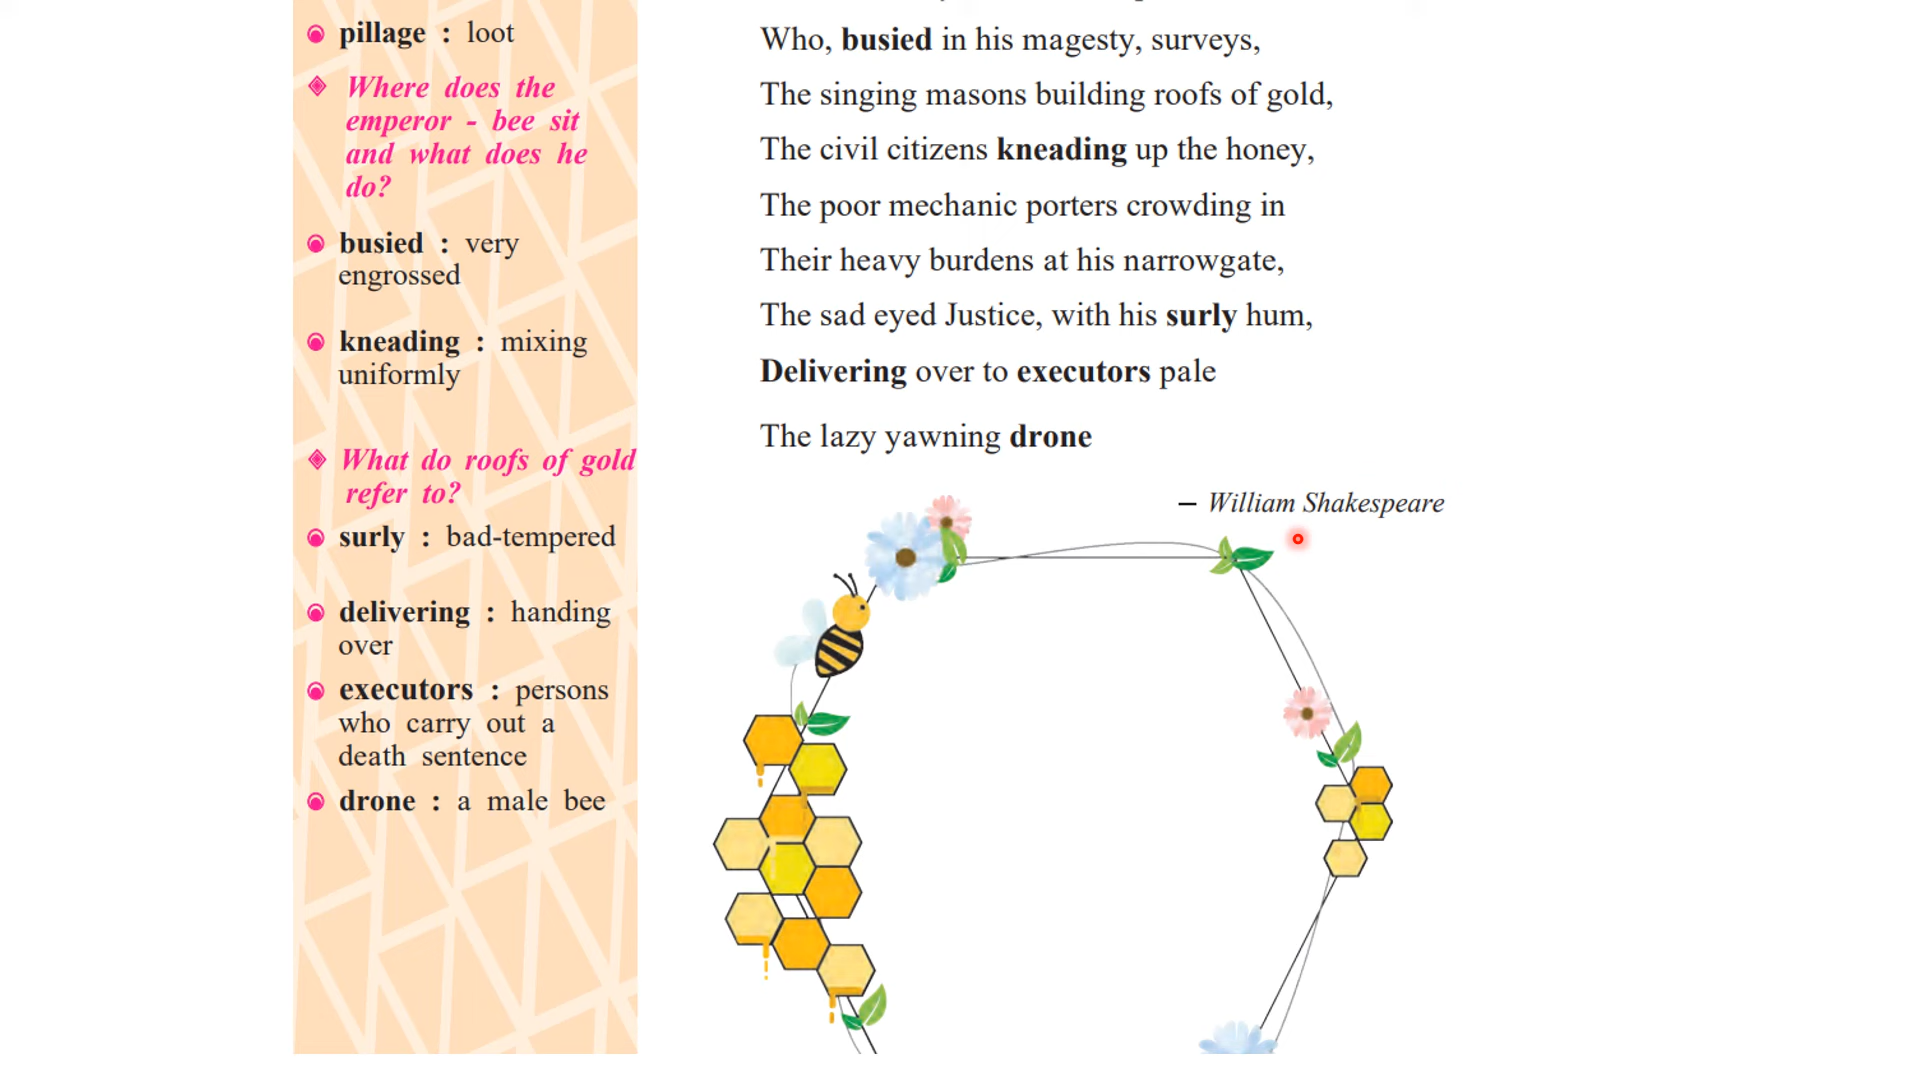 pillage : loot
Where does the
emperor - bee sit
and what does he
do?
busied : very
engrossed
kneading : mixing
uniformly
What do roofs of gold
refer to?
surly : bad-tempered
delivering : handing
over
executors : persons
who carry out a
death sentence
drone : a male bee
Who, busied in his magesty, surveys,
The singing masons building roofs of gold,
The civil citizens kneading up the honey,
The poor mechanic porters crowding in
Their heavy burdens at his narrowgate,
The sad eyed Justice, with his surly hum,
Delivering over to executors pale
The lazy yawning drone
– William Shakespeare